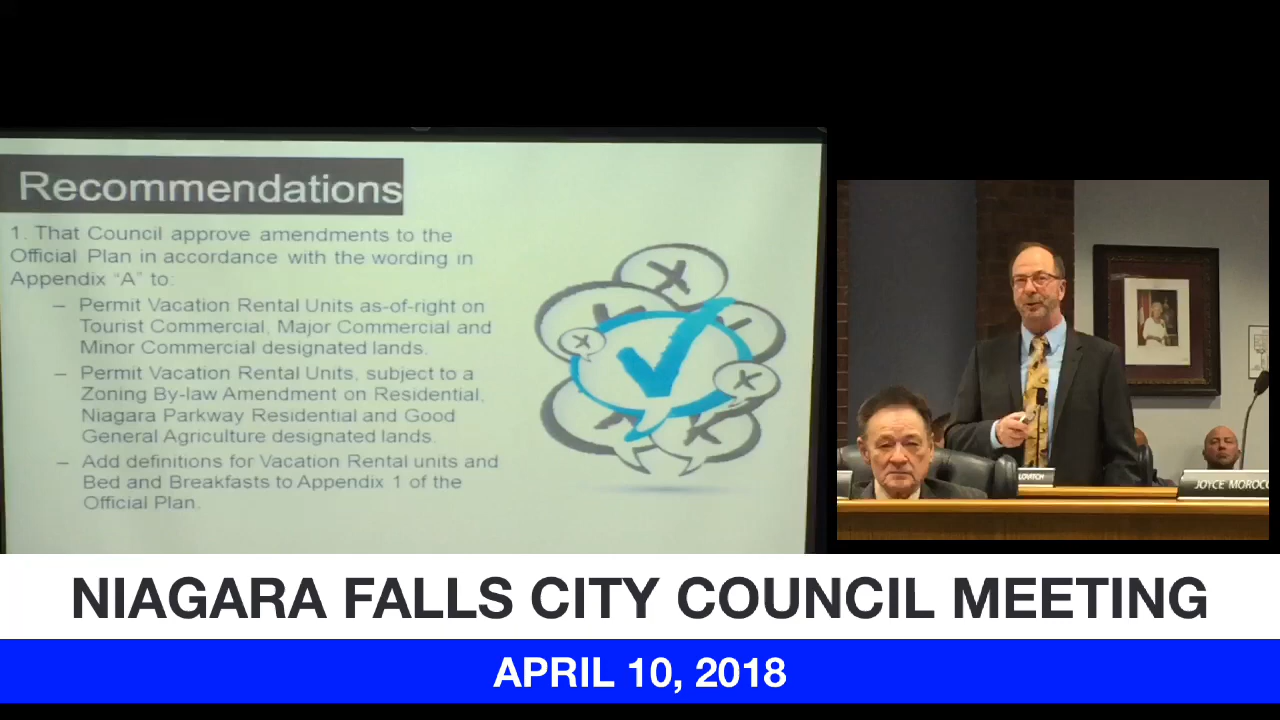 Recommendations
1. That Council approve amendments to the
Official Plan in accordance with the wording in
Appendix “A” to:
– Permit Vacation Rental Units as-of-right on
Tourist Commercial, Major Commercial and
Minor Commercial designated lands.
– Permit Vacation Rental Units, subject to a
Zoning By-law Amendment on Residential,
Niagara Parkway Residential and Good
General Agriculture designated lands.
– Add definitions for Vacation Rental units and
Bed and Breakfasts to Appendix 1 of the
Official Plan.
JOYCE MOROCC
NIAGARA FALLS CITY COUNCIL MEETING
APRIL 10, 2018